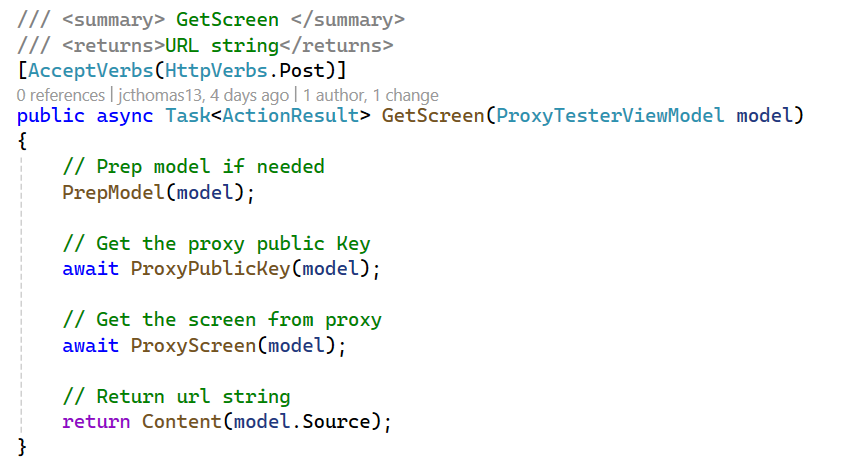 /// <summary> GetScreen </summary>
/// <returns>URL string</returns>
[AcceptVerbs(HttpVerbs.Post)]
0 references | jcthomas13, 4 days ago | 1 author, 1 change
public async Task<ActionResult> GetScreen(ProxyTesterViewModel model)
{
    // Prep model if needed
    PrepModel(model);

    // Get the proxy public Key
    await ProxyPublicKey(model);

    // Get the screen from proxy
    await ProxyScreen(model);

    // Return url string
    return Content(model.Source);
}